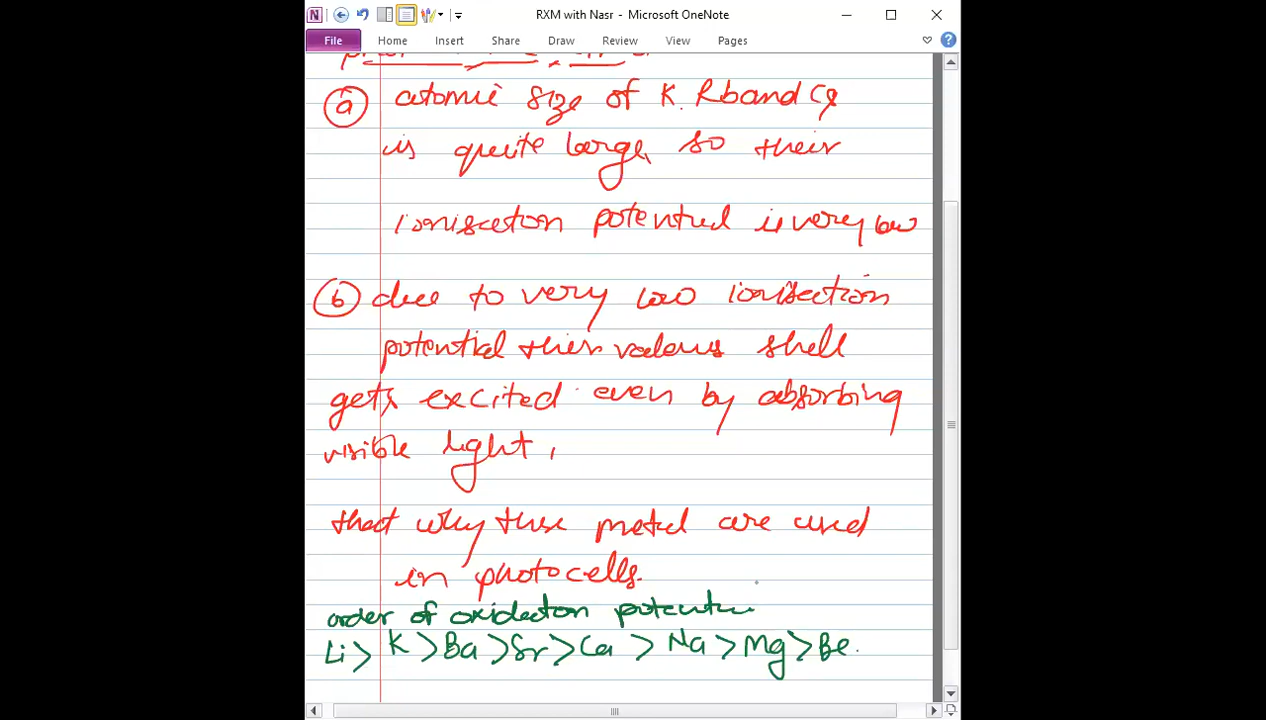 RXM with Nasr - Microsoft OneNote
File Home Insert Share Draw Review View Pages
a atomic size of K. Rb and Cs
is quite large, so their
ionisation potential is very low
b due to very low ionisation
potential their valous shell
gets excited even by absorbing
visible light,
that why these metal are used
in photocells.
order of oxidation potential
Li > K > Ba > Sr > Ca > Na > Mg > Be.